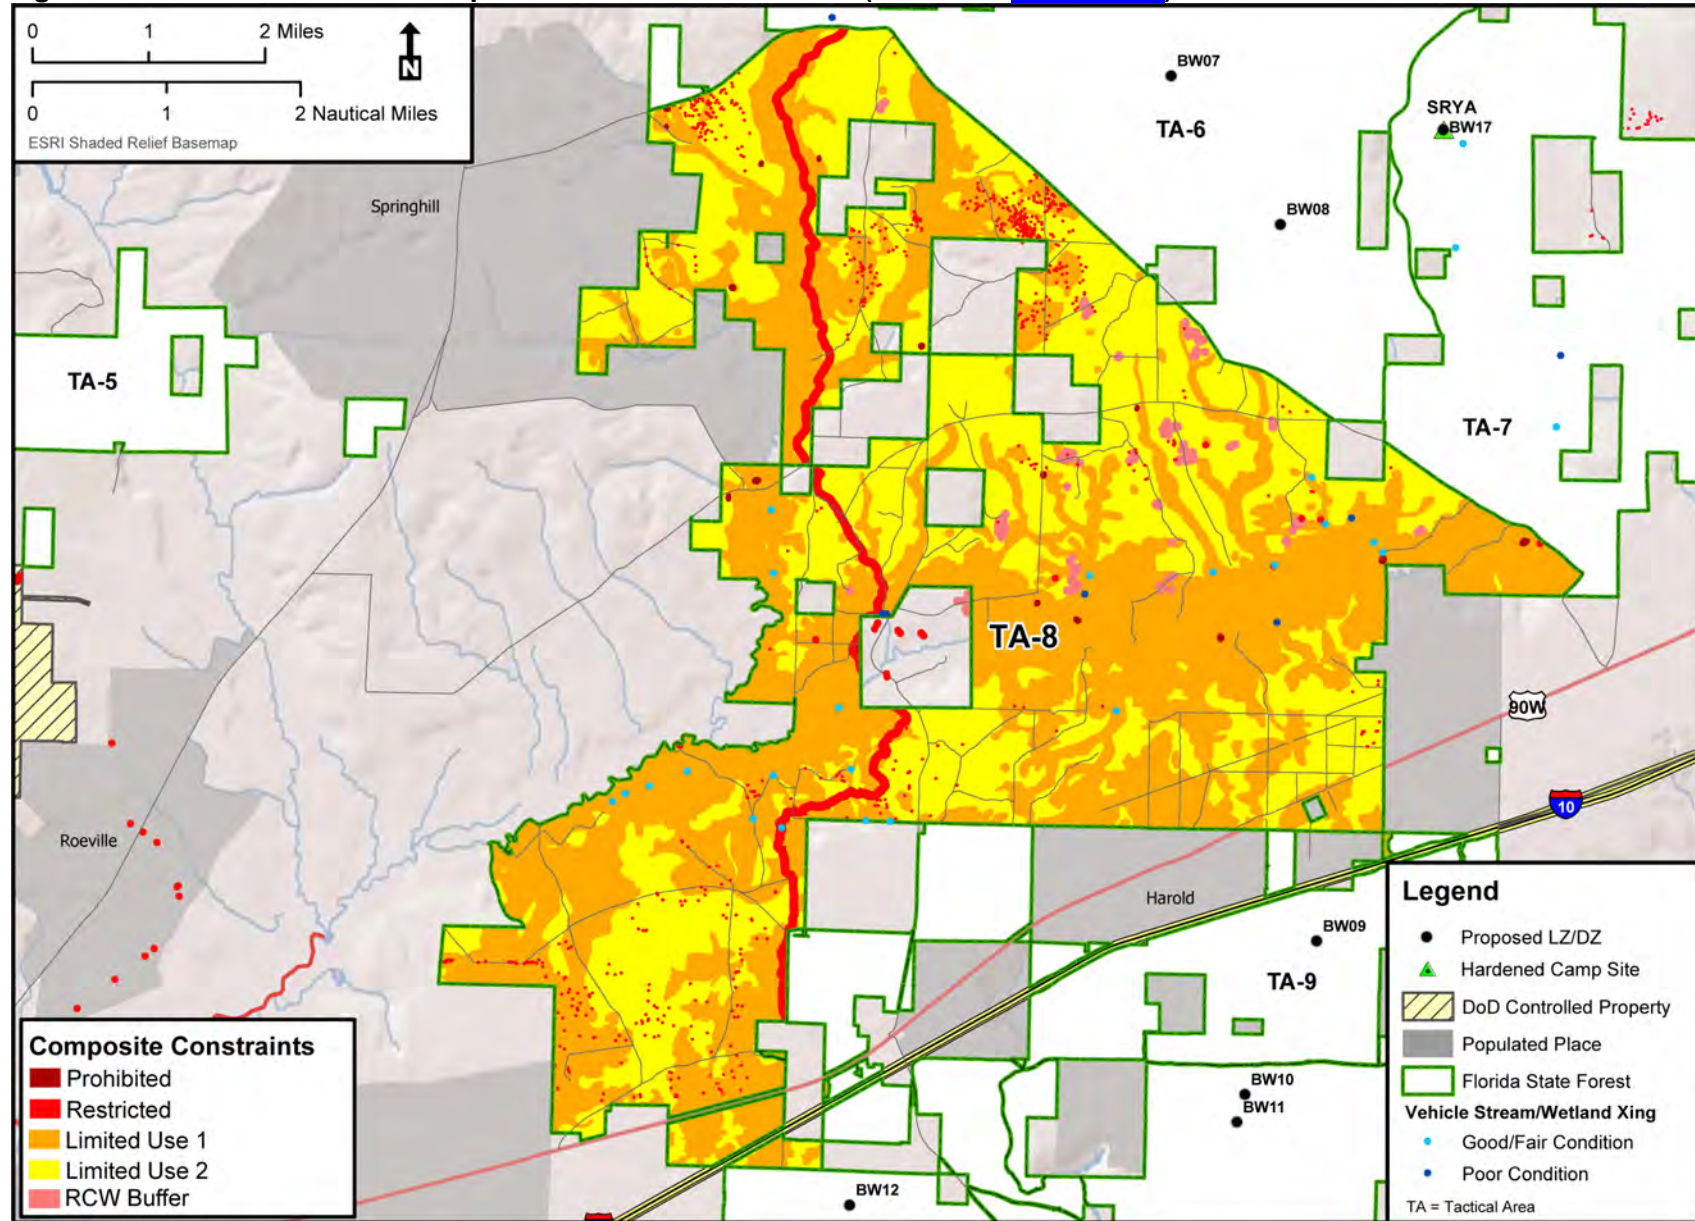 0 1 2 Miles
N
0 1 2 Nautical Miles
ESRI Shaded Relief Basemap
BW07
SRYA
BW17
TA-6
Springhill
BW08
TA-5
TA-7
TA-8
90W
10
Roeville
Harold
BW09
TA-9
BW10
BW11
BW12
Composite Constraints
Prohibited
Restricted
Limited Use 1
Limited Use 2
RCW Buffer
Legend
Proposed LZ/DZ
Hardened Camp Site
DoD Controlled Property
Populated Place
Florida State Forest
Vehicle Stream/Wetland Xing
Good/Fair Condition
Poor Condition
TA = Tactical Area